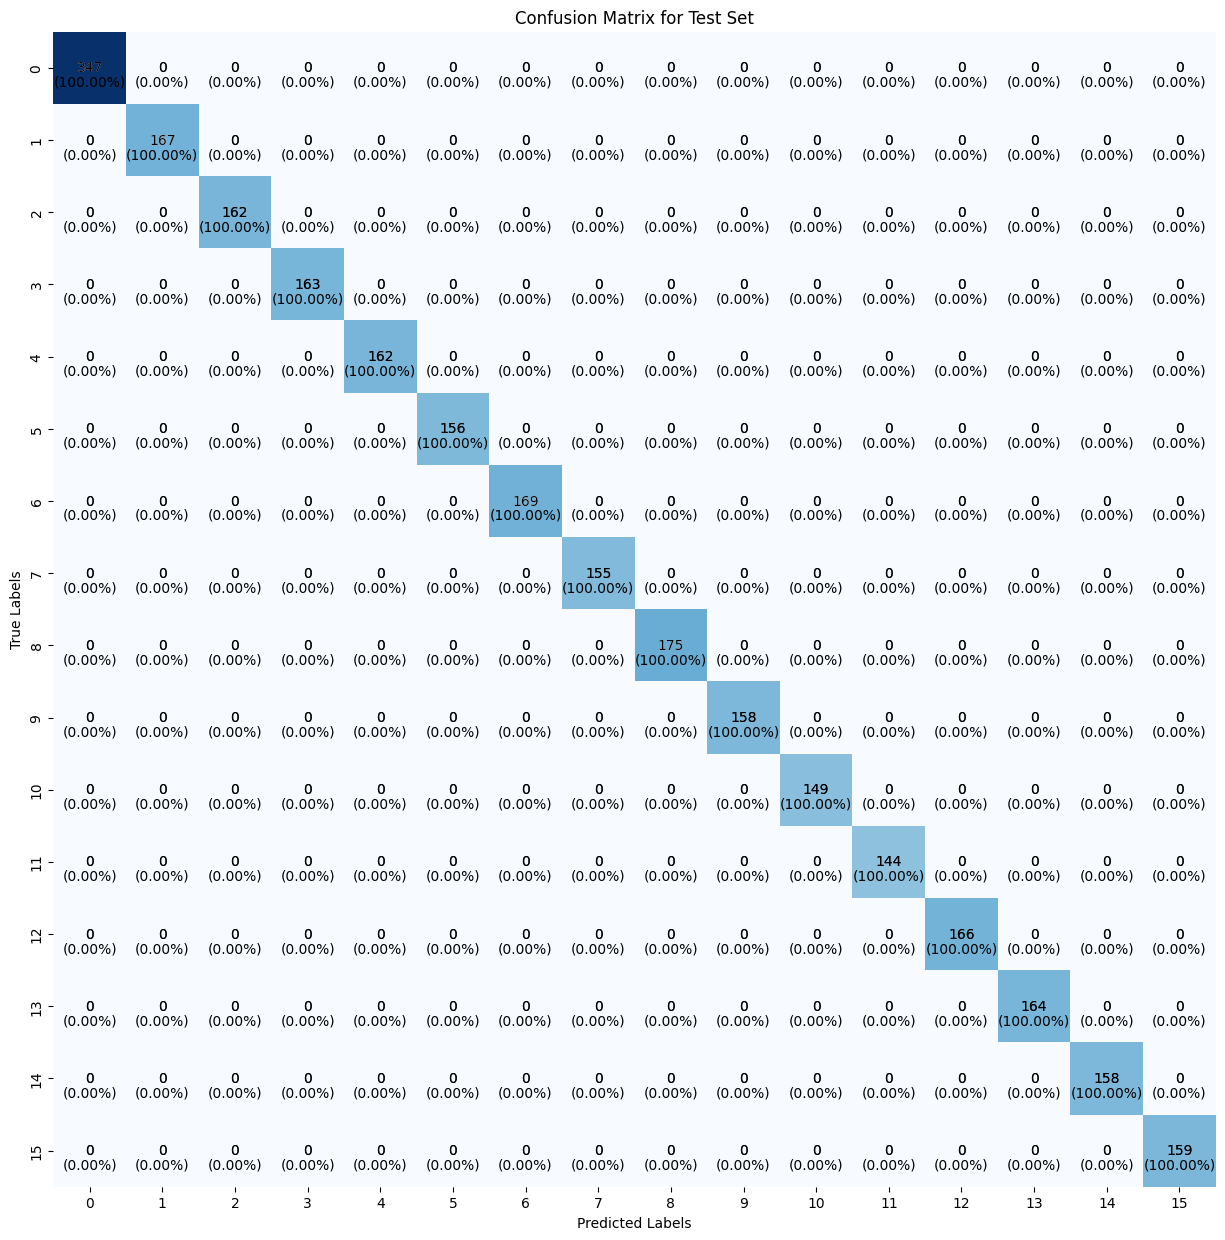 Confusion Matrix for Test Set
True Labels
0 347 0 0 0 0 0 0 0 0 0 0 0 0 0 0 0
(100.00%) (0.00%) (0.00%) (0.00%) (0.00%) (0.00%) (0.00%) (0.00%) (0.00%) (0.00%) (0.00%) (0.00%) (0.00%) (0.00%) (0.00%) (0.00%)
1 0 167 0 0 0 0 0 0 0 0 0 0 0 0 0 0
(0.00%) (100.00%) (0.00%) (0.00%) (0.00%) (0.00%) (0.00%) (0.00%) (0.00%) (0.00%) (0.00%) (0.00%) (0.00%) (0.00%) (0.00%) (0.00%)
2 0 0 162 0 0 0 0 0 0 0 0 0 0 0 0 0
(0.00%) (0.00%) (100.00%) (0.00%) (0.00%) (0.00%) (0.00%) (0.00%) (0.00%) (0.00%) (0.00%) (0.00%) (0.00%) (0.00%) (0.00%) (0.00%)
3 0 0 0 163 0 0 0 0 0 0 0 0 0 0 0 0
(0.00%) (0.00%) (0.00%) (100.00%) (0.00%) (0.00%) (0.00%) (0.00%) (0.00%) (0.00%) (0.00%) (0.00%) (0.00%) (0.00%) (0.00%) (0.00%)
4 0 0 0 0 162 0 0 0 0 0 0 0 0 0 0 0
(0.00%) (0.00%) (0.00%) (0.00%) (100.00%) (0.00%) (0.00%) (0.00%) (0.00%) (0.00%) (0.00%) (0.00%) (0.00%) (0.00%) (0.00%) (0.00%)
5 0 0 0 0 0 156 0 0 0 0 0 0 0 0 0 0
(0.00%) (0.00%) (0.00%) (0.00%) (0.00%) (100.00%) (0.00%) (0.00%) (0.00%) (0.00%) (0.00%) (0.00%) (0.00%) (0.00%) (0.00%) (0.00%)
6 0 0 0 0 0 0 169 0 0 0 0 0 0 0 0 0
(0.00%) (0.00%) (0.00%) (0.00%) (0.00%) (0.00%) (100.00%) (0.00%) (0.00%) (0.00%) (0.00%) (0.00%) (0.00%) (0.00%) (0.00%) (0.00%)
7 0 0 0 0 0 0 0 155 0 0 0 0 0 0 0 0
(0.00%) (0.00%) (0.00%) (0.00%) (0.00%) (0.00%) (0.00%) (100.00%) (0.00%) (0.00%) (0.00%) (0.00%) (0.00%) (0.00%) (0.00%) (0.00%)
8 0 0 0 0 0 0 0 0 175 0 0 0 0 0 0 0
(0.00%) (0.00%) (0.00%) (0.00%) (0.00%) (0.00%) (0.00%) (0.00%) (100.00%) (0.00%) (0.00%) (0.00%) (0.00%) (0.00%) (0.00%) (0.00%)
9 0 0 0 0 0 0 0 0 0 158 0 0 0 0 0 0
(0.00%) (0.00%) (0.00%) (0.00%) (0.00%) (0.00%) (0.00%) (0.00%) (0.00%) (100.00%) (0.00%) (0.00%) (0.00%) (0.00%) (0.00%) (0.00%)
10 0 0 0 0 0 0 0 0 0 0 149 0 0 0 0 0
(0.00%) (0.00%) (0.00%) (0.00%) (0.00%) (0.00%) (0.00%) (0.00%) (0.00%) (0.00%) (100.00%) (0.00%) (0.00%) (0.00%) (0.00%) (0.00%)
11 0 0 0 0 0 0 0 0 0 0 0 144 0 0 0 0
(0.00%) (0.00%) (0.00%) (0.00%) (0.00%) (0.00%) (0.00%) (0.00%) (0.00%) (0.00%) (0.00%) (100.00%) (0.00%) (0.00%) (0.00%) (0.00%)
12 0 0 0 0 0 0 0 0 0 0 0 0 166 0 0 0
(0.00%) (0.00%) (0.00%) (0.00%) (0.00%) (0.00%) (0.00%) (0.00%) (0.00%) (0.00%) (0.00%) (0.00%) (100.00%) (0.00%) (0.00%) (0.00%)
13 0 0 0 0 0 0 0 0 0 0 0 0 0 164 0 0
(0.00%) (0.00%) (0.00%) (0.00%) (0.00%) (0.00%) (0.00%) (0.00%) (0.00%) (0.00%) (0.00%) (0.00%) (0.00%) (100.00%) (0.00%) (0.00%)
14 0 0 0 0 0 0 0 0 0 0 0 0 0 0 158 0
(0.00%) (0.00%) (0.00%) (0.00%) (0.00%) (0.00%) (0.00%) (0.00%) (0.00%) (0.00%) (0.00%) (0.00%) (0.00%) (0.00%) (100.00%) (0.00%)
15 0 0 0 0 0 0 0 0 0 0 0 0 0 0 0 159
(0.00%) (0.00%) (0.00%) (0.00%) (0.00%) (0.00%) (0.00%) (0.00%) (0.00%) (0.00%) (0.00%) (0.00%) (0.00%) (0.00%) (0.00%) (100.00%)
0 1 2 3 4 5 6 7 8 9 10 11 12 13 14 15
Predicted Labels